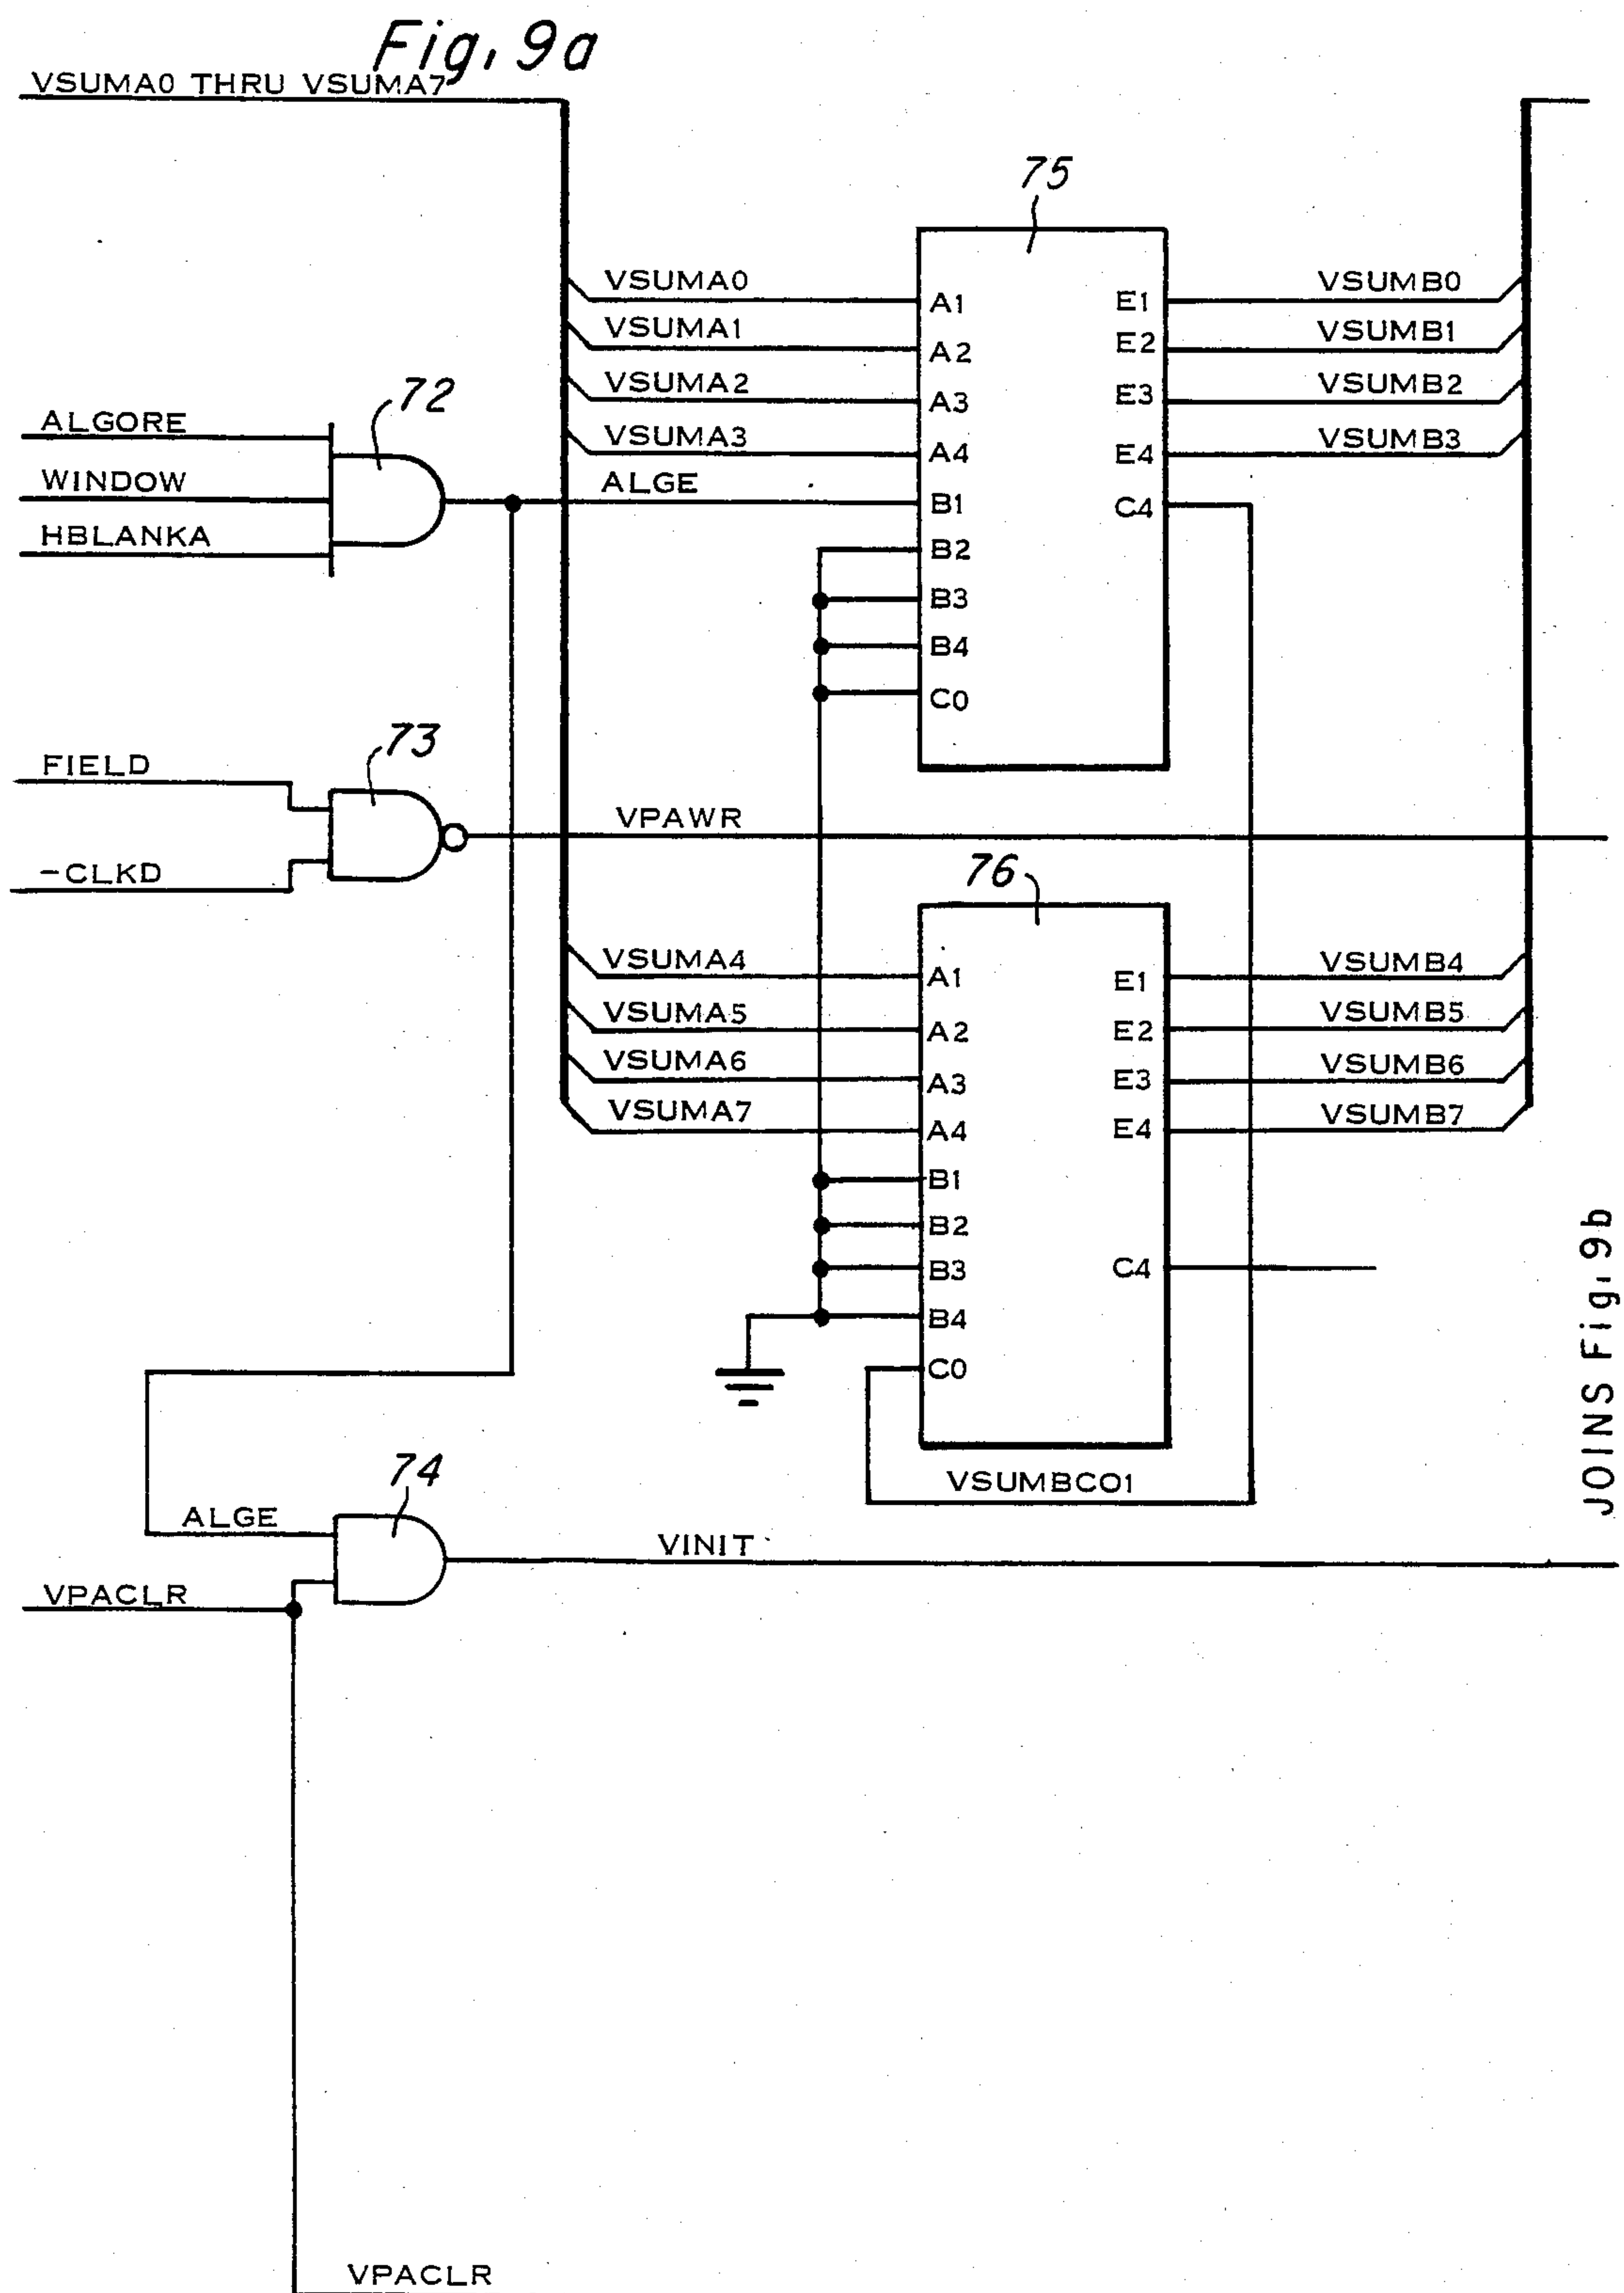 Fig. 9a
VSUMA0 THRU VSUMA7
75
VSUMA0
A1
E1
VSUMB0
VSUMA1
A2
E2
VSUMB1
VSUMA2
A3
E3
VSUMB2
VSUMA3
A4
E4
VSUMB3
72
ALGORE
WINDOW
HBLANKA
ALGE
B1
C4
B2
B3
B4
C0
73
FIELD
-CLKD
VPAWR
76
VSUMA4
A1
E1
VSUMB4
VSUMA5
A2
E2
VSUMB5
VSUMA6
A3
E3
VSUMB6
VSUMA7
A4
E4
VSUMB7
B1
B2
B3
C4
B4
C0
VSUMBCO1
JOINS Fig. 9b
74
ALGE
VINIT
VPACLR
VPACLR